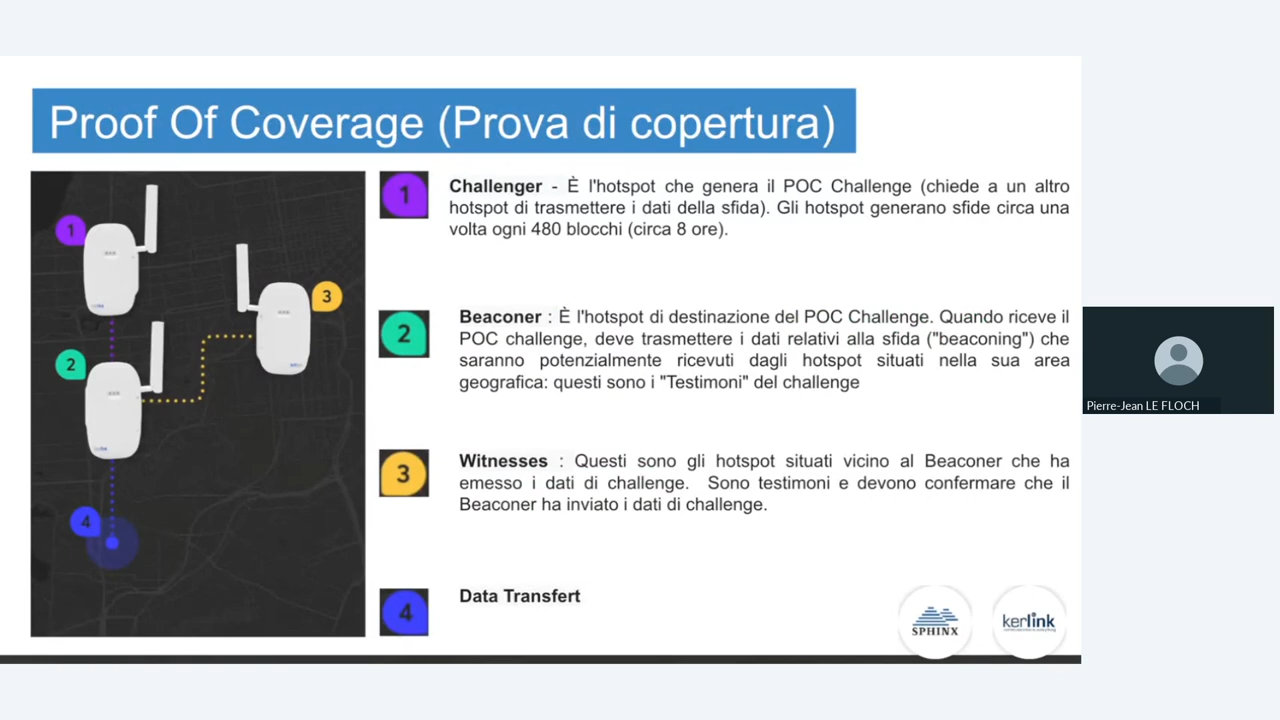 Proof Of Coverage (Prova di copertura)
1
Challenger - È l'hotspot che genera il POC Challenge (chiede a un altro
hotspot di trasmettere i dati della sfida). Gli hotspot generano sfide circa una
volta ogni 480 blocchi (circa 8 ore).
2
Beaconer : È l'hotspot di destinazione del POC Challenge. Quando riceve il
POC challenge, deve trasmettere i dati relativi alla sfida ("beaconing") che
saranno potenzialmente ricevuti dagli hotspot situati nella sua area
geografica: questi sono i "Testimoni" del challenge
3
Witnesses : Questi sono gli hotspot situati vicino al Beaconer che ha
emesso i dati di challenge. Sono testimoni e devono confermare che il
Beaconer ha inviato i dati di challenge.
4
Data Transfert
1
3
2
4
SPHINX
kerlink
Pierre-Jean LE FLOCH